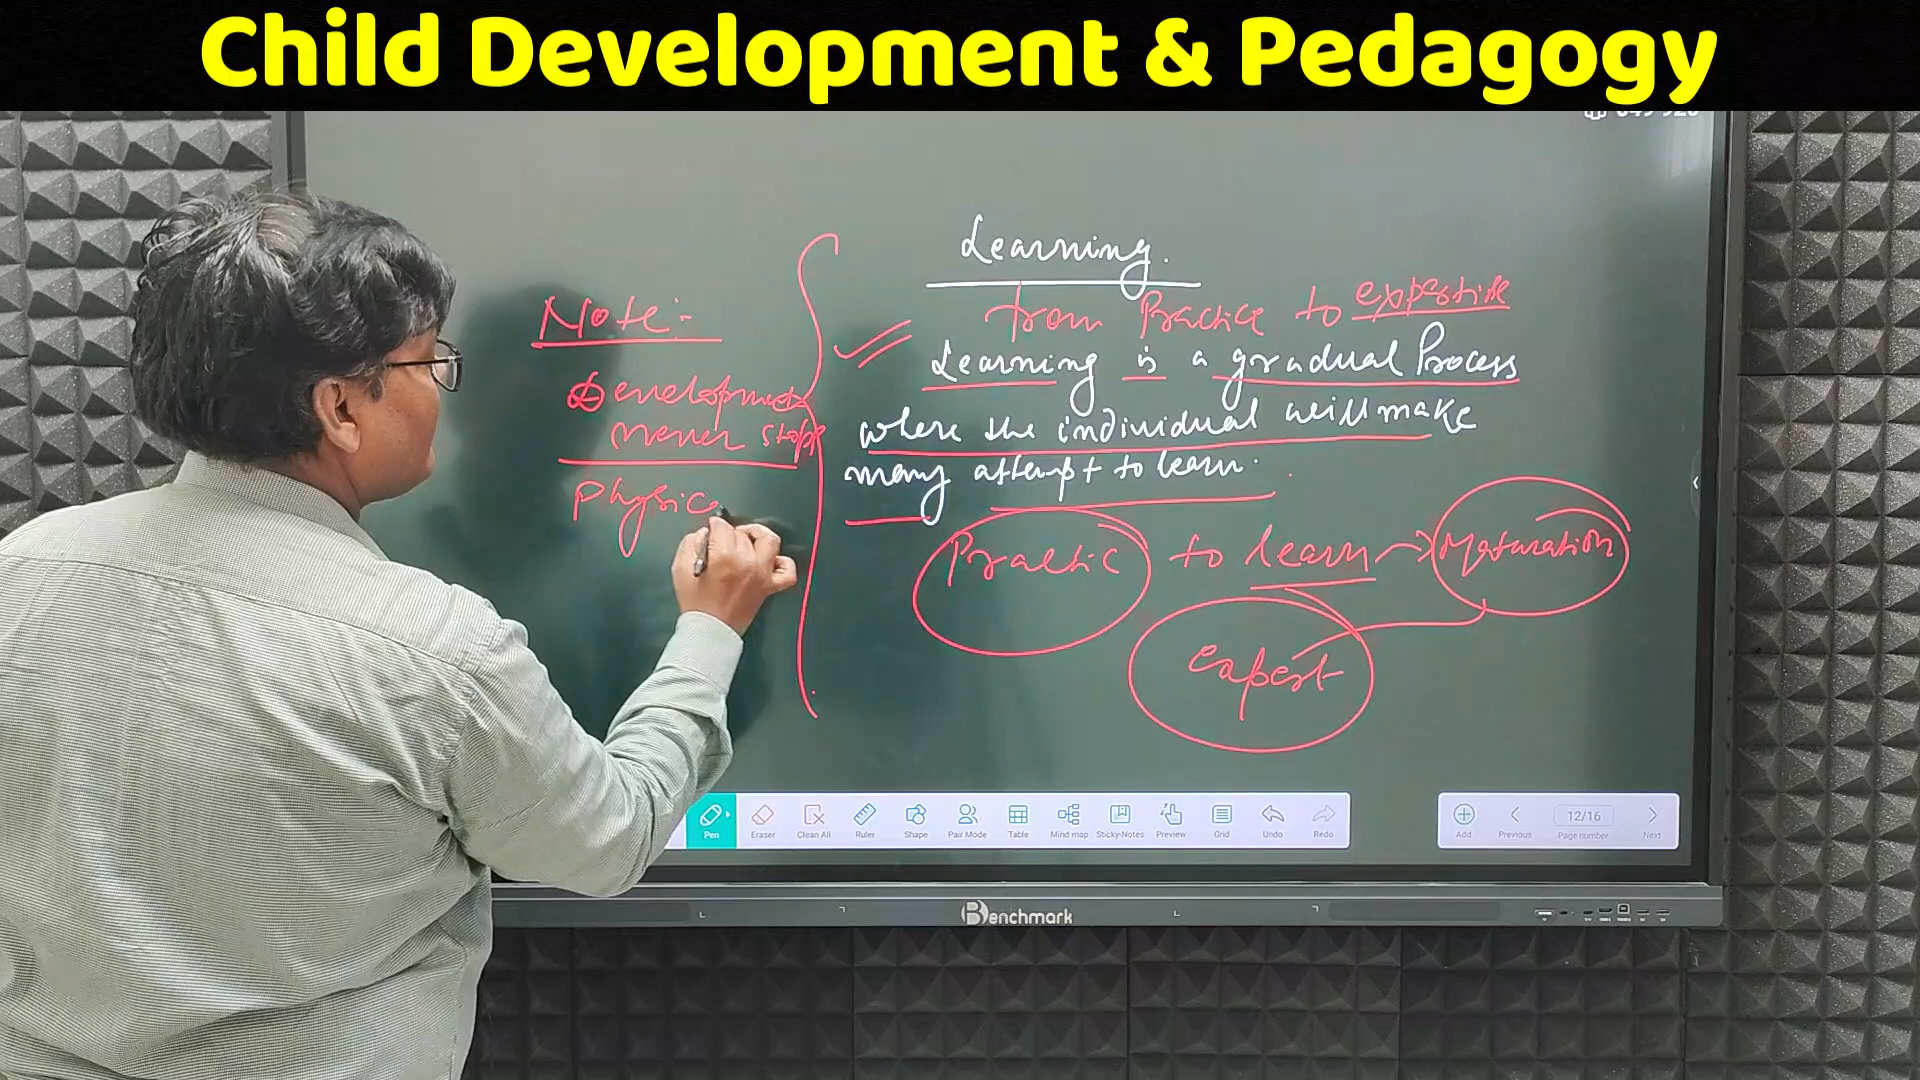 Child Development & Pedagogy
Learning.
from Practice to expertise
Learning is a gradual Process
where the individual will make
many attempt to learn.
Practic to learn → Maturation
expert
Note:-
Development
never stops
Physic
Pen
Eraser
Clean All
Ruler
Shape
Pair Mode
Table
Mind map
Sticky-Notes
Preview
Grid
Undo
Redo
Add
Previous
12/16
Page number
Next
Benchmark